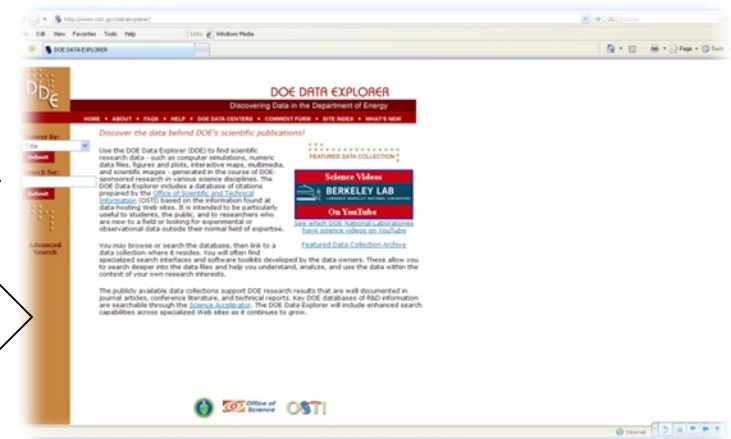 http://www.osti.gov/dataexplorer/
Edit View Favorites Tools Help
Links Windows Media
DOE DATA EXPLORER
Page Tools
DDE
DOE DATA EXPLORER
Discovering Data in the Department of Energy
HOME • ABOUT • FAQS • HELP • DOE DATA CENTERS • COMMENT FORM • SITE INDEX • WHAT'S NEW
Browse by:
Title
Submit
Search for:
Submit
Advanced
Search
Discover the data behind DOE's scientific publications!
Use the DOE Data Explorer (DDE) to find scientific
research data - such as computer simulations, numeric
data files, figures and plots, interactive maps, multimedia,
and scientific images - generated in the course of DOE-
sponsored research in various science disciplines. The
DOE Data Explorer includes a database of citations
prepared by the Office of Scientific and Technical
Information (OSTI) based on the information found at
data-hosting Web sites. It is intended to be particularly
useful to students, the public, and to researchers who
are new to a field or looking for experimental or
observational data outside their normal field of expertise.
FEATURED DATA COLLECTION
Science Videos
BERKELEY LAB
LAWRENCE BERKELEY NATIONAL LABORATORY
On YouTube
See which DOE National Laboratories
have science videos on YouTube
Featured Data Collection Archive
You may browse or search the database, then link to a
data collection where it resides. You will often find
specialized search interfaces and software toolkits developed by the data owners. These allow you
to search deeper into the data files and help you understand, analyze, and use the data within the
context of your own research interests.
The publicly available data collections support DOE research results that are well documented in
journal articles, conference literature, and technical reports. Key DOE databases of R&D information
are searchable through the Science Accelerator. The DOE Data Explorer will include enhanced search
capabilities across specialized Web sites as it continues to grow.
Office of
Science
OSTI
Internet